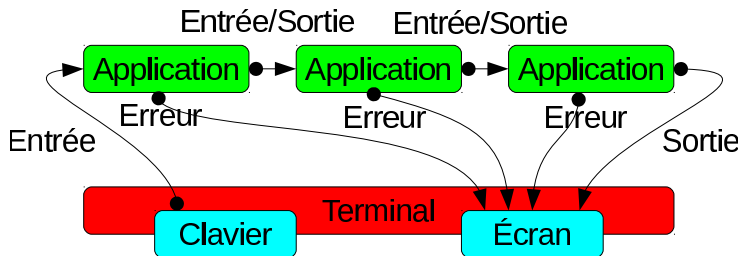 Entrée/Sortie
Entrée/Sortie
Application
Application
Application
Erreur
Erreur
Erreur
Entrée
Sortie
Terminal
Clavier
Écran